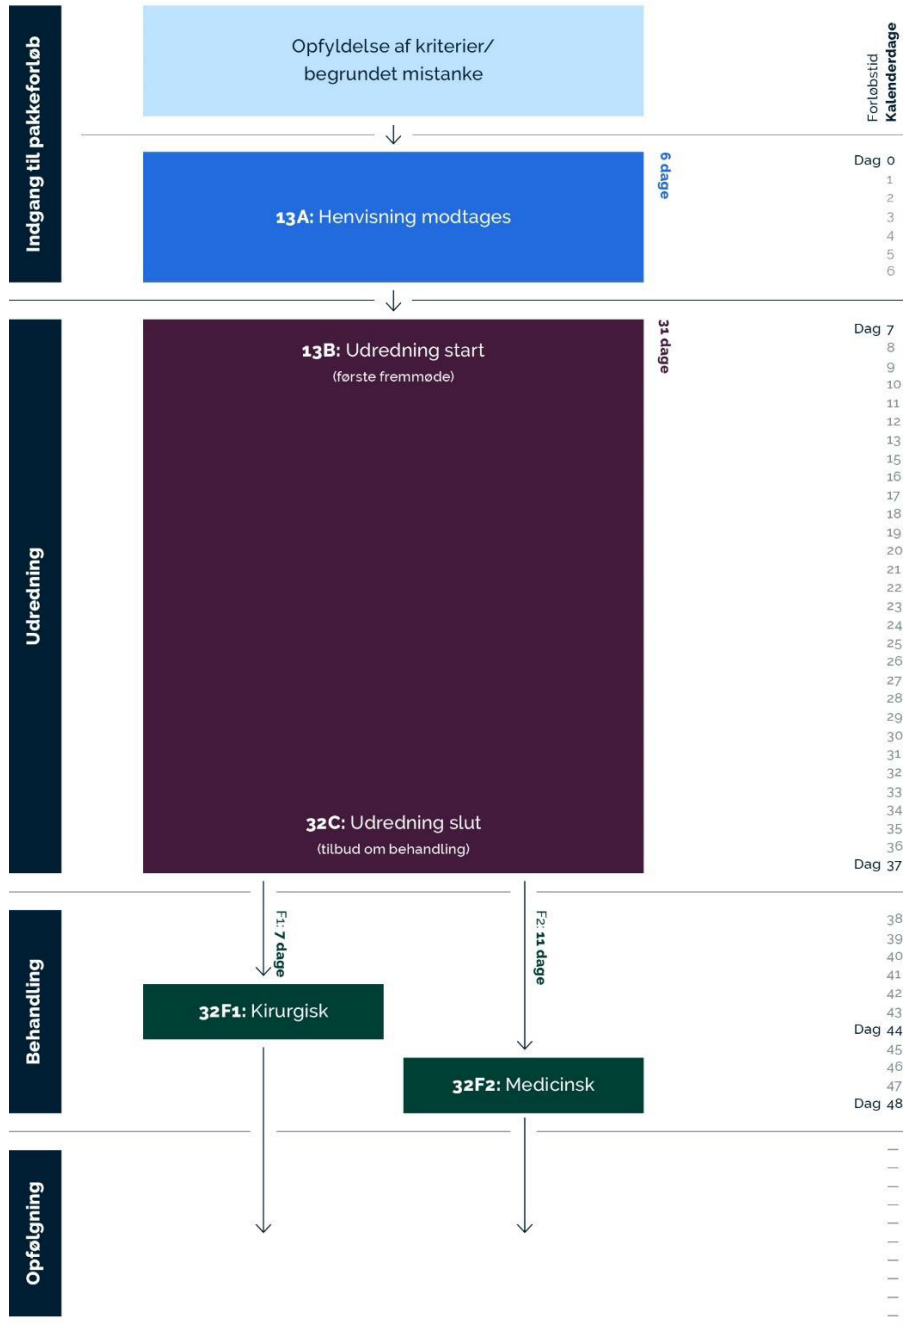 Indgang til pakkeforløb
Opfyldelse af kriterier/
begrundet mistanke
Forløbstid
Kalenderdage
13A: Henvisning modtages
6 dage
Dag 0
1
2
3
4
5
6
Udredning
13B: Udredning start
(første fremmøde)
31 dage
32C: Udredning slut
(tilbud om behandling)
Dag 7
8
9
10
11
12
13
15
16
17
18
19
20
21
22
23
24
25
26
27
28
29
30
31
32
33
34
35
36
Dag 37
Behandling
F1: 7 dage
F2: 11 dage
32F1: Kirurgisk
32F2: Medicinsk
38
39
40
41
42
43
Dag 44
45
46
47
Dag 48
Opfølgning